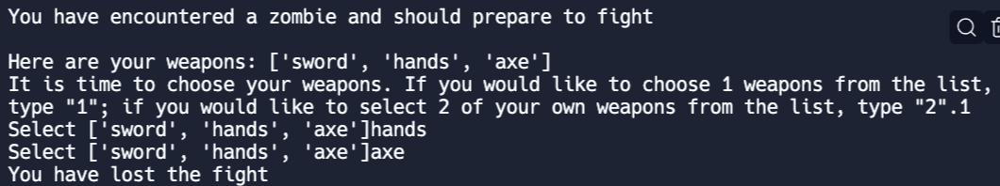 You have encountered a zombie and should prepare to fight
Here are your weapons: ['sword', 'hands', 'axe']
It is time to choose your weapons. If you would like to choose 1 weapons from the list,
type "1"; if you would like to select 2 of your own weapons from the list, type "2".1
Select ['sword', 'hands', 'axe']hands
Select ['sword', 'hands', 'axe']axe
You have lost the fight